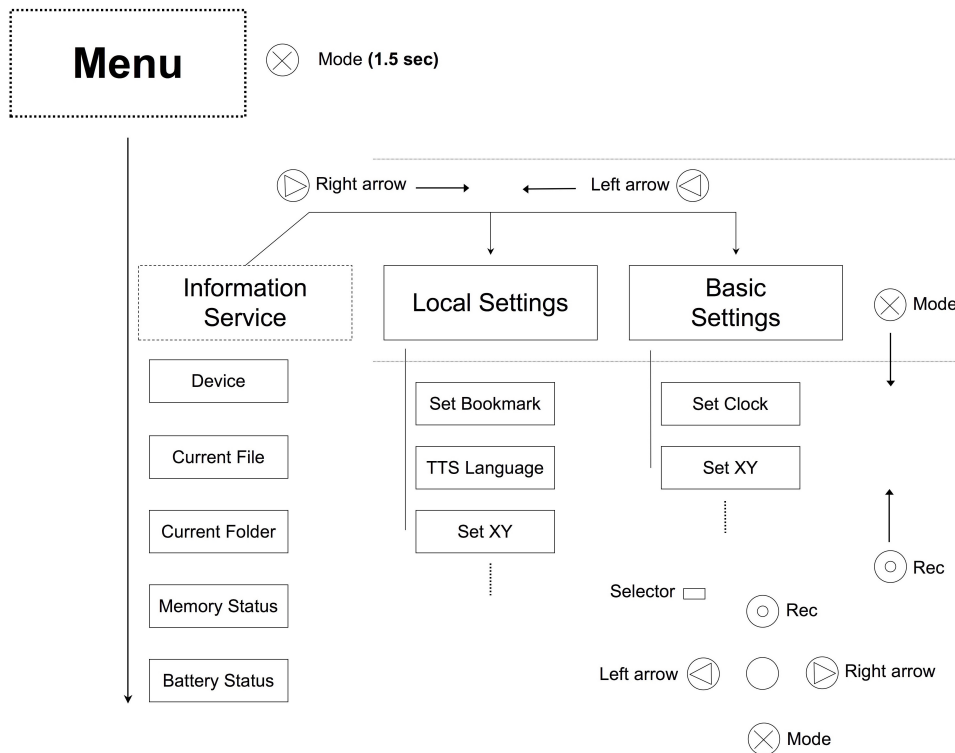 Menu
Mode (1.5 sec)
Right arrow
Left arrow
Information
Service
Local Settings
Basic
Settings
Mode
Device
Current File
Current Folder
Memory Status
Battery Status
Set Bookmark
TTS Language
Set XY
Set Clock
Set XY
Rec
Selector
Rec
Left arrow
Right arrow
Mode